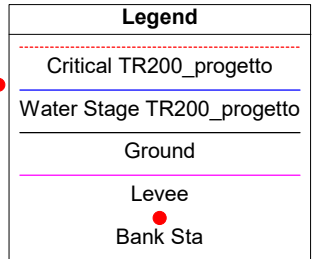 Legend
Critical TR200_progetto
Water Stage TR200_progetto
Ground
Levee
Bank Sta